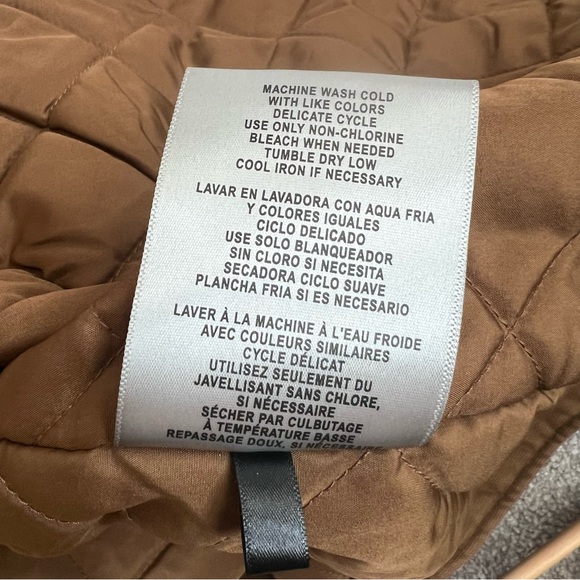 MACHINE WASH COLD
WITH LIKE COLORS
DELICATE CYCLE
USE ONLY NON-CHLORINE
BLEACH WHEN NEEDED
TUMBLE DRY LOW
COOL IRON IF NECESSARY
LAVAR EN LAVADORA CON AQUA FRIA
Y COLORES IGUALES
CICLO DELICADO
USE SOLO BLANQUEADOR
SIN CLORO SI NECESITA
SECADORA CICLO SUAVE
PLANCHA FRIA SI ES NECESARIO
LAVER À LA MACHINE À L'EAU FROIDE
AVEC COULEURS SIMILAIRES
CYCLE DÉLICAT
UTILISEZ SEULEMENT DU
JAVELLISANT SANS CHLORE,
SI NÉCESSAIRE
SÉCHER PAR CULBUTAGE
À TEMPÉRATURE BASSE
REPASSAGE DOUX, SI NÉCESSAIRE